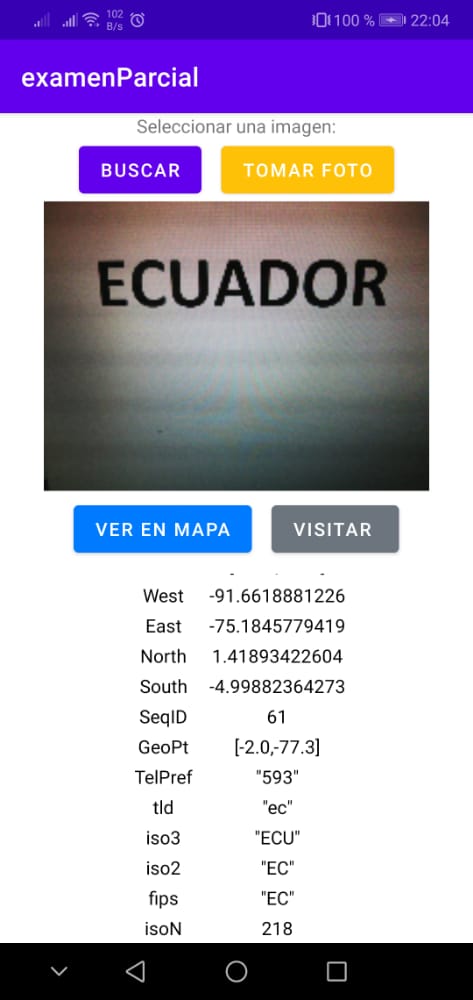 102
B/s
100 %
22:04
examenParcial
Seleccionar una imagen:
BUSCAR
TOMAR FOTO
ECUADOR
VER EN MAPA
VISITAR
West -91.6618881226
East -75.1845779419
North 1.41893422604
South -4.99882364273
SeqID 61
GeoPt [-2.0,-77.3]
TelPref "593"
tld "ec"
iso3 "ECU"
iso2 "EC"
fips "EC"
isoN 218